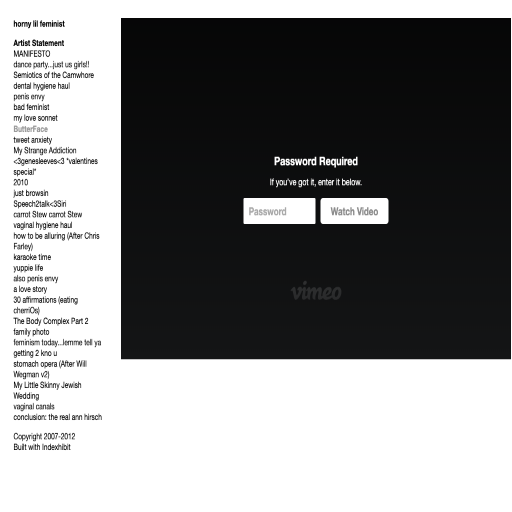 horny lil feminist
Artist Statement
MANIFESTO
dance party...just us girls!!
Semiotics of the Camwhore
dental hygiene haul
penis envy
bad feminist
my love sonnet
ButterFace
tweet anxiety
My Strange Addiction
<3genesleeves<3 *valentines
special*
2010
just browsin
Speech2talk<3Siri
carrot Stew carrot Stew
vaginal hygiene haul
how to be alluring (After Chris
Farley)
karaoke time
yuppie life
also penis envy
a love story
30 affirmations (eating
cherriOs)
The Body Complex Part 2
family photo
feminism today...lemme tell ya
getting 2 kno u
stomach opera (After Will
Wegman v2)
My Little Skinny Jewish
Wedding
vaginal canals
conclusion: the real ann hirsch
Copyright 2007-2012
Built with Indexhibit
Password Required
If you've got it, enter it below.
Password
Watch Video
vimeo